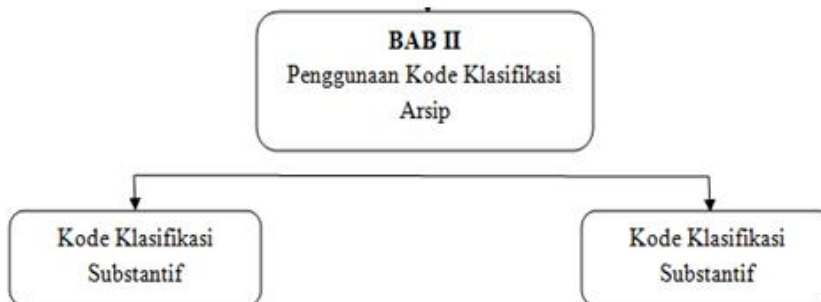 BAB II
Penggunaan Kode Klasifikasi
Arsip
Kode Klasifikasi
Substantif
Kode Klasifikasi
Substantif